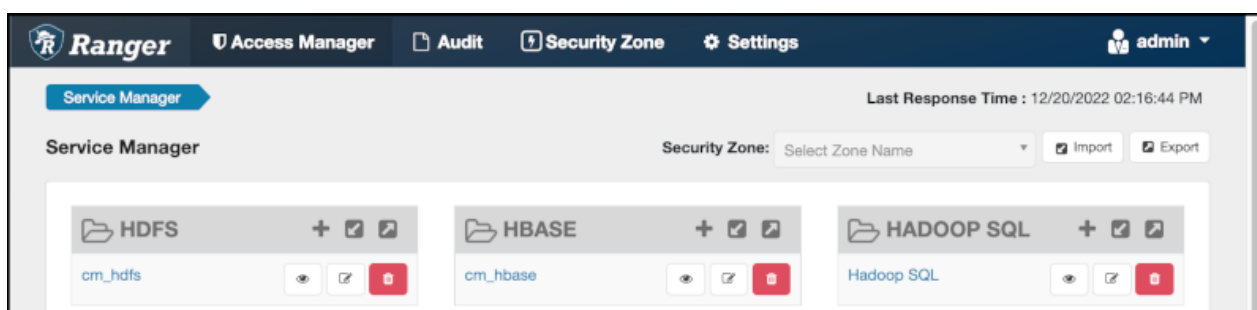 Ranger Access Manager Audit Security Zone Settings admin
Service Manager Last Response Time : 12/20/2022 02:16:44 PM
Service Manager Security Zone: Select Zone Name Import Export
HDFS HBASE HADOOP SQL
cm_hdfs cm_hbase Hadoop SQL